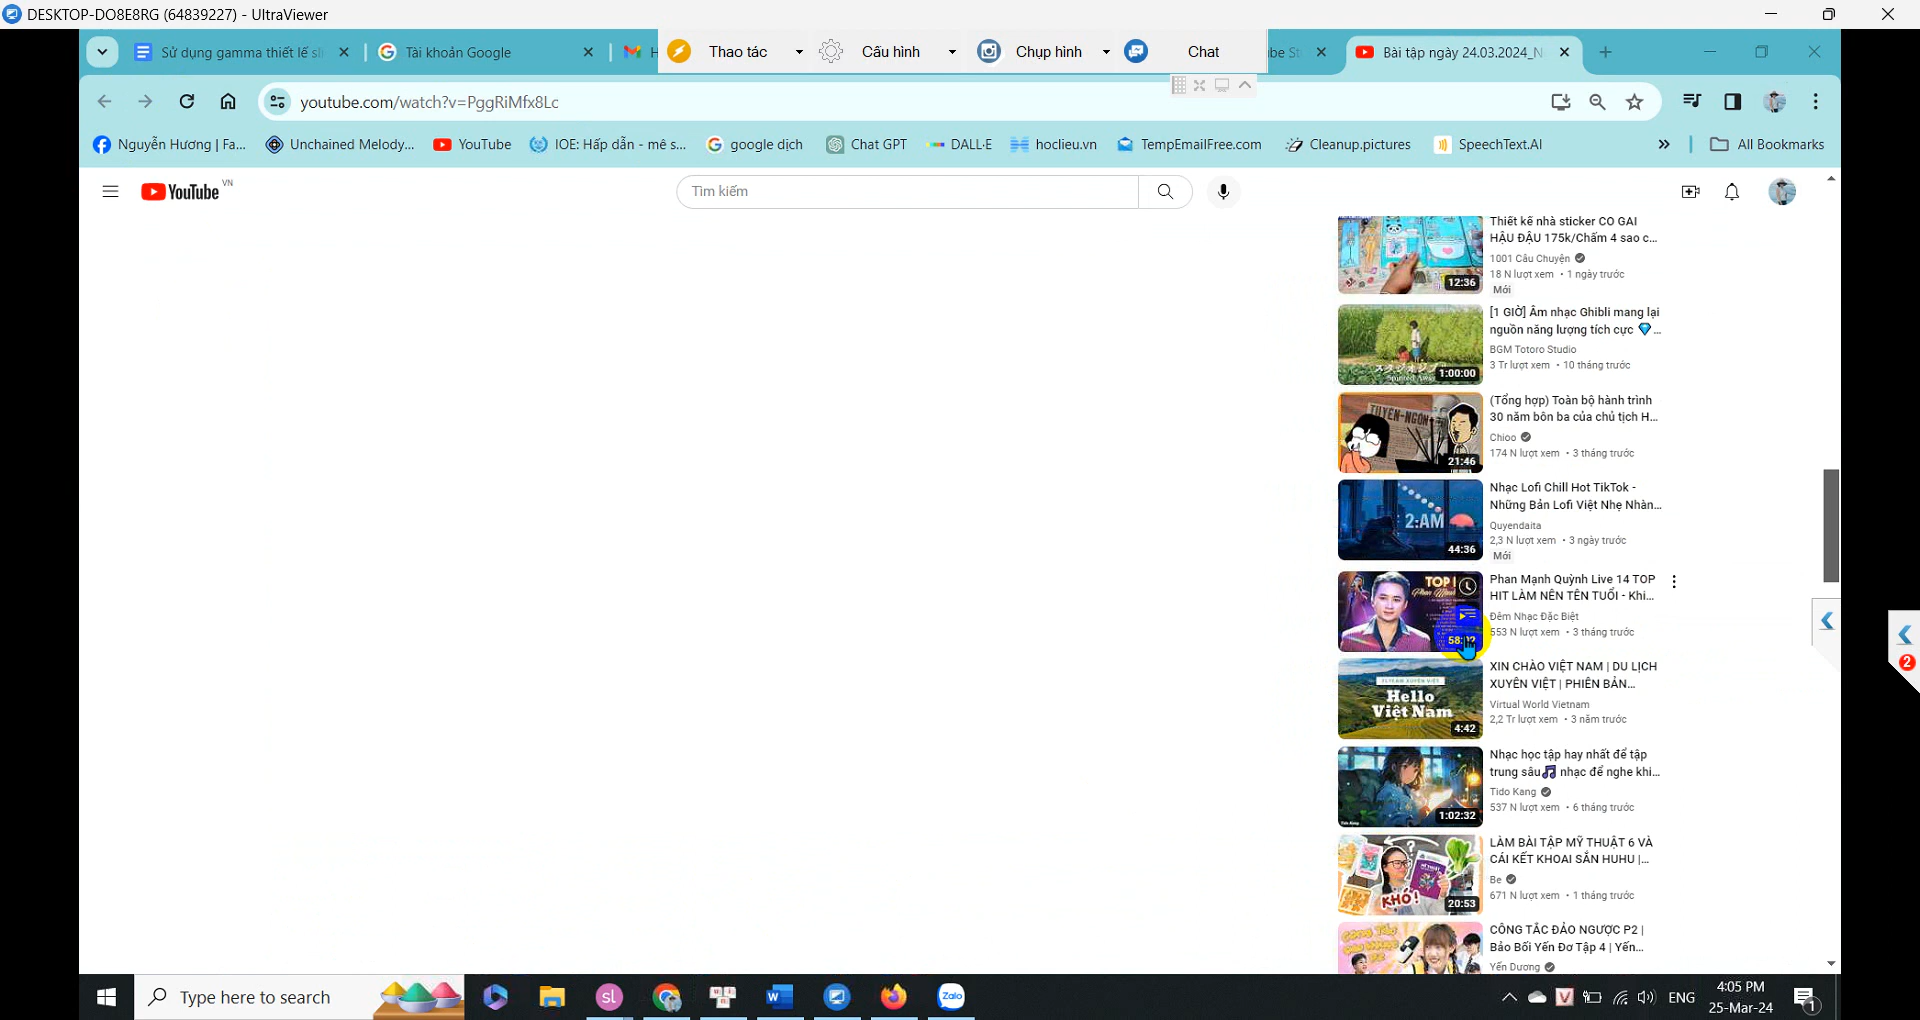 DESKTOP-DO8E8RG (64839227) - UltraViewer
Sử dụng gamma thiết lế sli
Tài khoản Google
Thao tác
Cấu hình
Chụp hình
Chat
be St
Bài tập ngày 24.03.2024_N
youtube.com/watch?v=PggRiMfx8Lc
Nguyễn Hương | Fa...
Unchained Melody...
YouTube
IOE: Hấp dẫn - mê s...
google dịch
Chat GPT
DALL·E
hoclieu.vn
TempEmailFree.com
Cleanup.pictures
SpeechText.AI
All Bookmarks
YouTube VN
Tìm kiếm
Thiết kế nhà sticker CÔ GÁI
HẬU ĐẬU 175k/Chấm 4 sao c...
1001 Câu Chuyện
18 N lượt xem • 1 ngày trước
Mới
12:36
[1 GIỜ] Âm nhạc Ghibli mang lại
nguồn năng lượng tích cực 💎...
BGM Totoro Studio
3 Tr lượt xem • 10 tháng trước
1:00:00
(Tổng hợp) Toàn bộ hành trình
30 năm bôn ba của chủ tịch H...
Chioo
174 N lượt xem • 3 tháng trước
TUYÊN-NGÔN
21:46
Nhạc Lofi Chill Hot TikTok -
Những Bản Lofi Việt Nhẹ Nhàn...
Quyendaita
2,3 N lượt xem • 3 ngày trước
Mới
2:AM
44:36
Phan Mạnh Quỳnh Live 14 TOP
HIT LÀM NÊN TÊN TUỔI - Khi...
Đêm Nhạc Đặc Biệt
553 N lượt xem • 3 tháng trước
TOP
XIN CHÀO VIỆT NAM | DU LỊCH
XUYÊN VIỆT | PHIÊN BẢN...
Virtual World Vietnam
2,2 Tr lượt xem • 3 năm trước
Hello
Việt Nam
4:42
Nhạc học tập hay nhất để tập
trung sâu🎵 nhạc để nghe khi...
Tido Kang
537 N lượt xem • 6 tháng trước
1:02:32
LÀM BÀI TẬP MỸ THUẬT 6 VÀ
CÁI KẾT KHOAI SẮN HUHU |...
Be
671 N lượt xem • 1 tháng trước
KHÓ!
20:53
CÔNG TẮC ĐẢO NGƯỢC P2 |
Bảo Bối Yến Đơ Tập 4 | Yến...
Yến Dương
2
Type here to search
sl
Zalo
ENG
4:05 PM
25-Mar-24
1